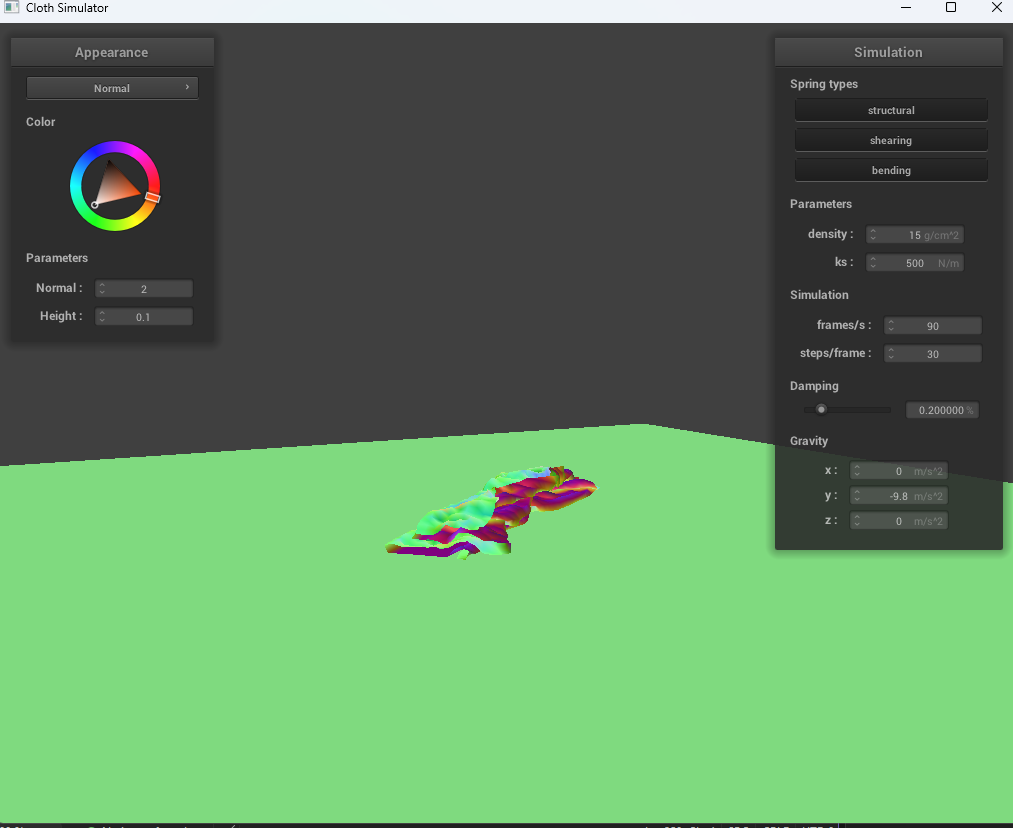 Cloth Simulator
Appearance
Normal
Color
Parameters
Normal : 2
Height : 0.1
Simulation
Spring types
structural
shearing
bending
Parameters
density : 15 g/cm^2
ks : 500 N/m
Simulation
frames/s : 90
steps/frame : 30
Damping
0.200000 %
Gravity
x : 0 m/s^2
y : -9.8 m/s^2
z : 0 m/s^2